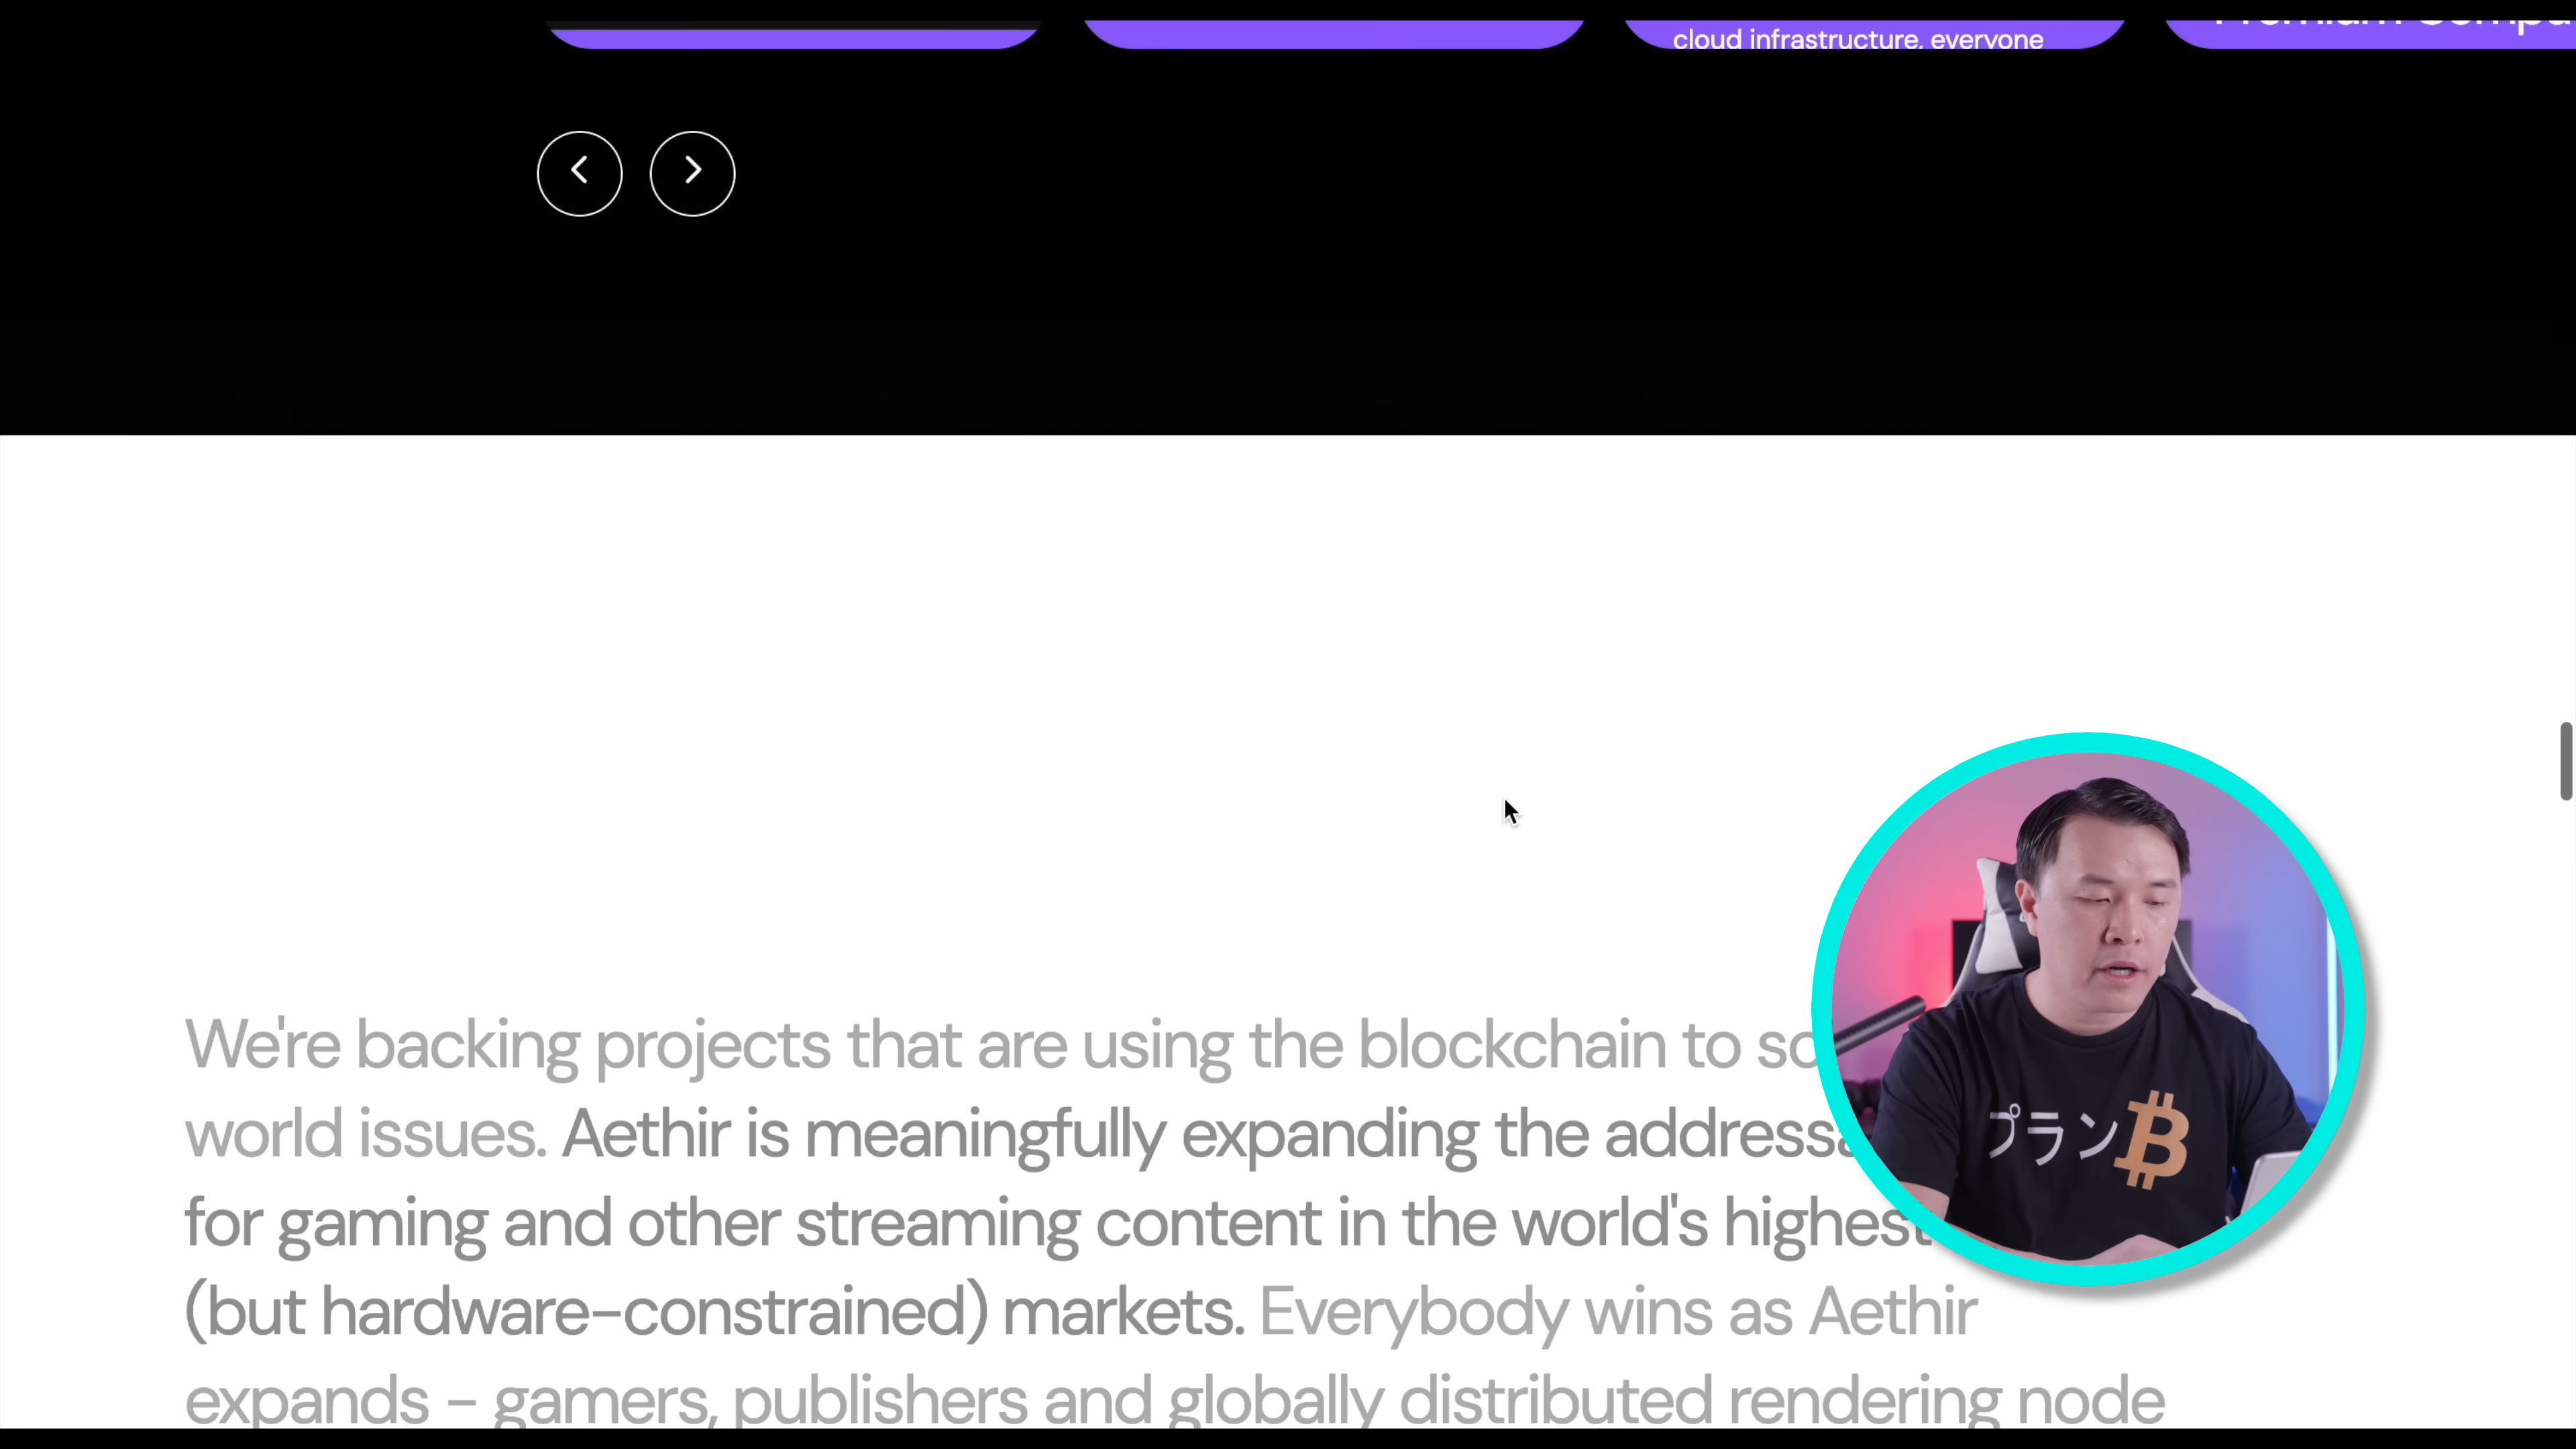 cloud infrastructure, everyone
We're backing projects that are using the blockchain to
world issues. Aethir is meaningfully expanding the
for gaming and other streaming content in the world's highest
(but hardware-constrained) markets. Everybody wins as Aethir
expands - gamers, publishers and globally distributed rendering node
プラン₿